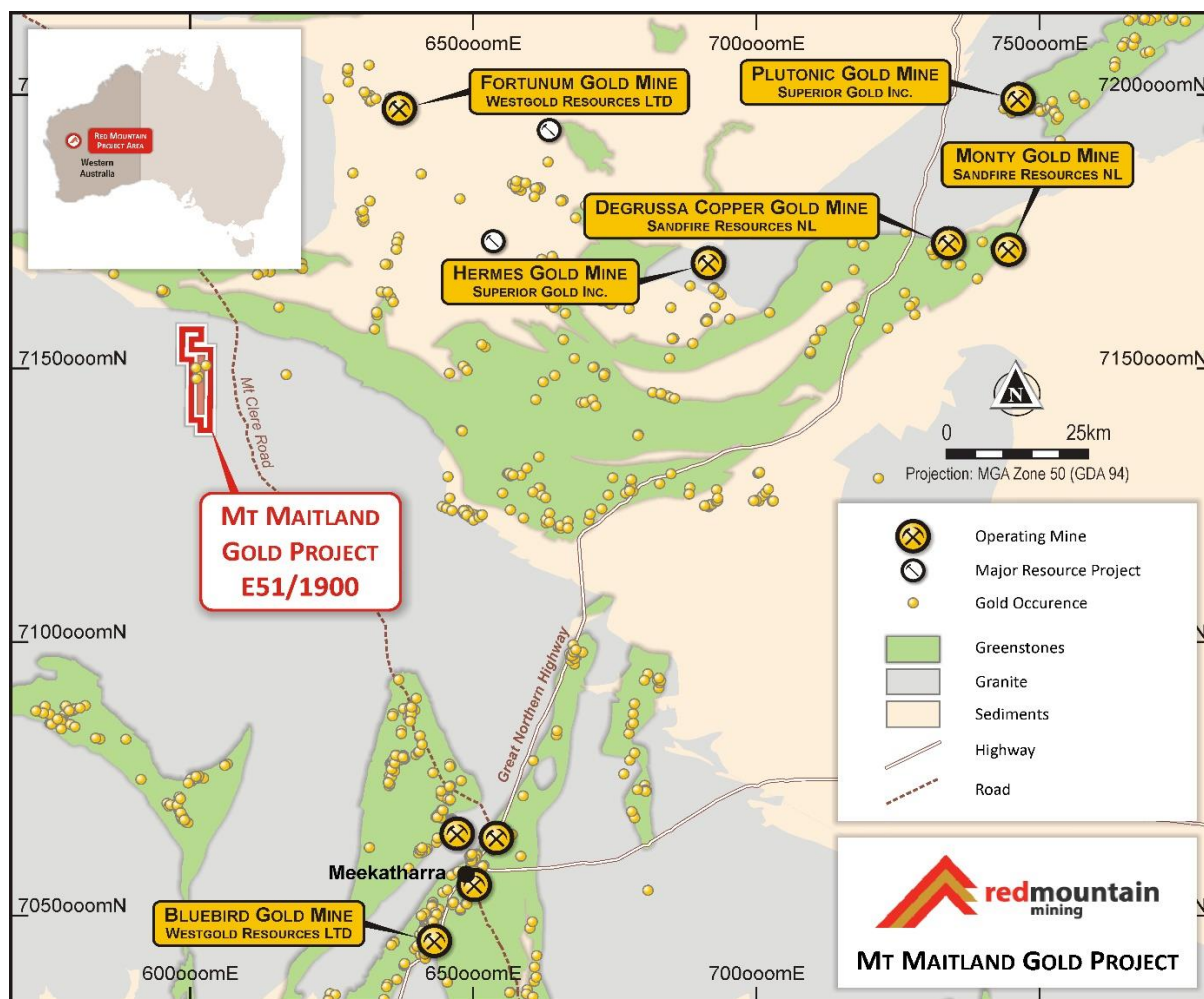 650000mE
700000mE
750000mE
7200000mN
RED MOUNTAIN
PROJECT AREA
Western
Australia
FORTUNUM GOLD MINE
WESTGOLD RESOURCES LTD
PLUTONIC GOLD MINE
SUPERIOR GOLD INC.
MONTY GOLD MINE
SANDFIRE RESOURCES NL
DEGRUSSA COPPER GOLD MINE
SANDFIRE RESOURCES NL
HERMES GOLD MINE
SUPERIOR GOLD INC.
7150000mN
7150000mN
Mt Clere Road
N
0 25km
Projection: MGA Zone 50 (GDA 94)
MT MAITLAND
GOLD PROJECT
E51/1900
Operating Mine
Major Resource Project
Gold Occurence
Greenstones
Granite
Sediments
Highway
Road
7100000mN
Great Northern Highway
Meekatharra
7050000mN
BLUEBIRD GOLD MINE
WESTGOLD RESOURCES LTD
600000mE
650000mE
700000mE
redmountain
mining
MT MAITLAND GOLD PROJECT